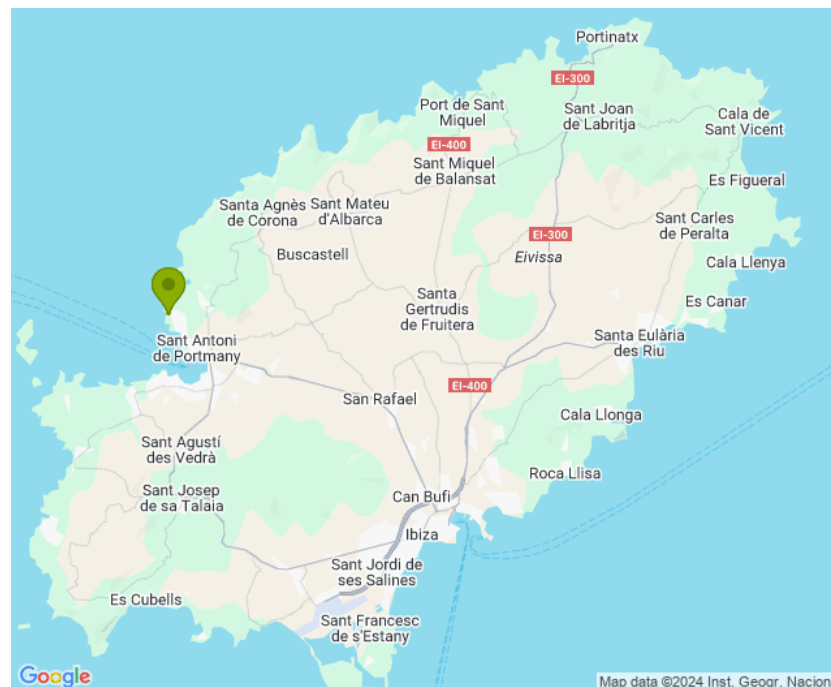 Portinatx
EI-300
Port de Sant
Miquel
Sant Joan
de Labritja
Cala de
Sant Vicent
EI-400
Sant Miquel
de Balansat
Es Figueral
Santa Agnès
de Corona
Sant Mateu
d'Albarca
Sant Carles
de Peralta
EI-300
Buscastell
Eivissa
Cala Llenya
Santa
Gertrudis
de Fruitera
Es Canar
Sant Antoni
de Portmany
Santa Eulària
des Riu
EI-400
San Rafael
Cala Llonga
Sant Agustí
des Vedrà
Roca Llisa
Sant Josep
de sa Talaia
Can Bufi
Ibiza
Sant Jordi de
ses Salines
Es Cubells
Sant Francesc
de s'Estany
Google
Map data ©2024 Inst. Geogr. Nacion